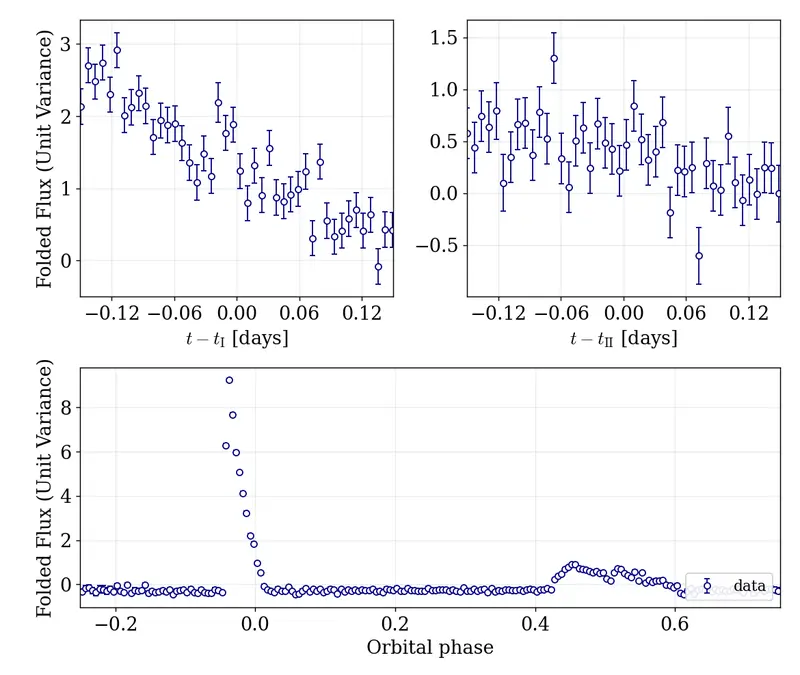 Folded Flux (Unit Variance)
3
2
1
0
−0.12 −0.06 0.00 0.06 0.12
t − t_I [days]
1.5
1.0
0.5
0.0
−0.5
−0.12 −0.06 0.00 0.06 0.12
t − t_II [days]
Folded Flux (Unit Variance)
8
6
4
2
0
data
−0.2 0.0 0.2 0.4 0.6
Orbital phase